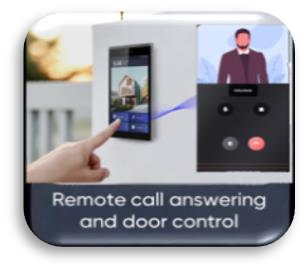 Remote call answering
and door control